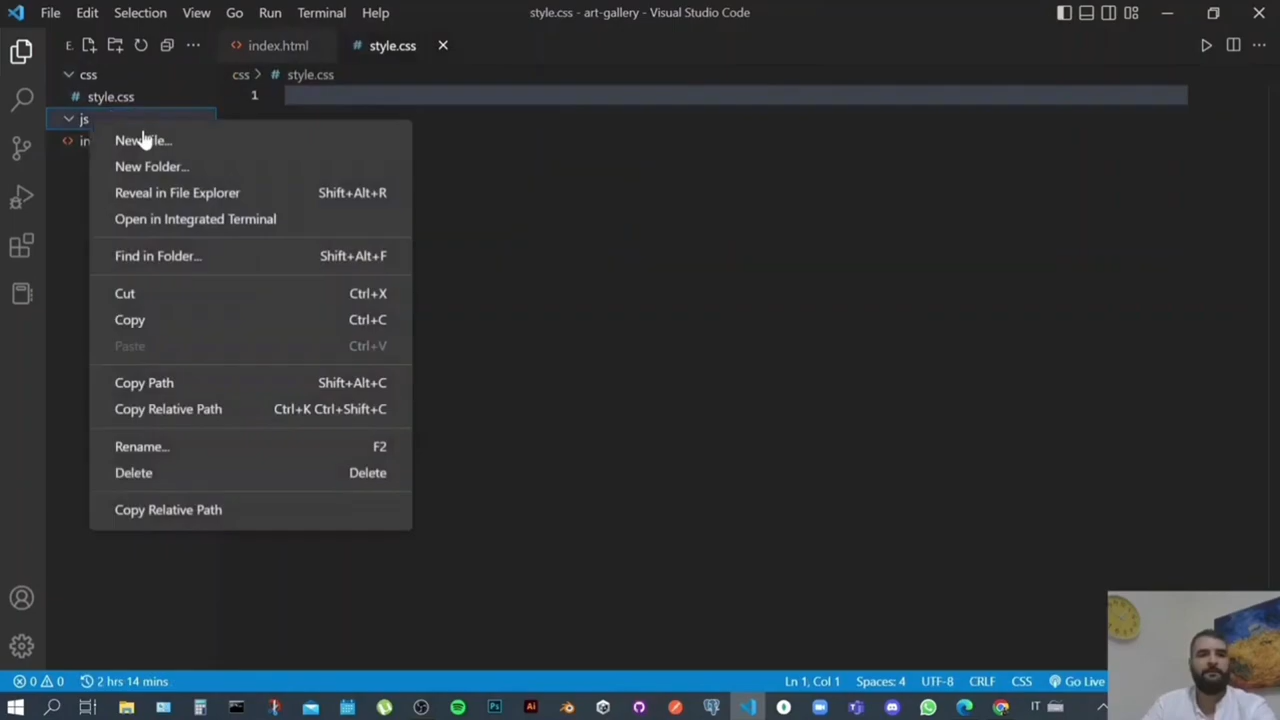 File Edit Selection View Go Run Terminal Help style.css - art-gallery - Visual Studio Code
E. index.html # style.css
css
css > # style.css
# style.css
1
js
New File...
in
New Folder...
Reveal in File Explorer Shift+Alt+R
Open in Integrated Terminal
Find in Folder... Shift+Alt+F
Cut Ctrl+X
Copy Ctrl+C
Paste Ctrl+V
Copy Path Shift+Alt+C
Copy Relative Path Ctrl+K Ctrl+Shift+C
Rename... F2
Delete Delete
Copy Relative Path
0 0 2 hrs 14 mins Ln 1, Col 1 Spaces: 4 UTF-8 CRLF CSS Go Live
Ps Ai IT